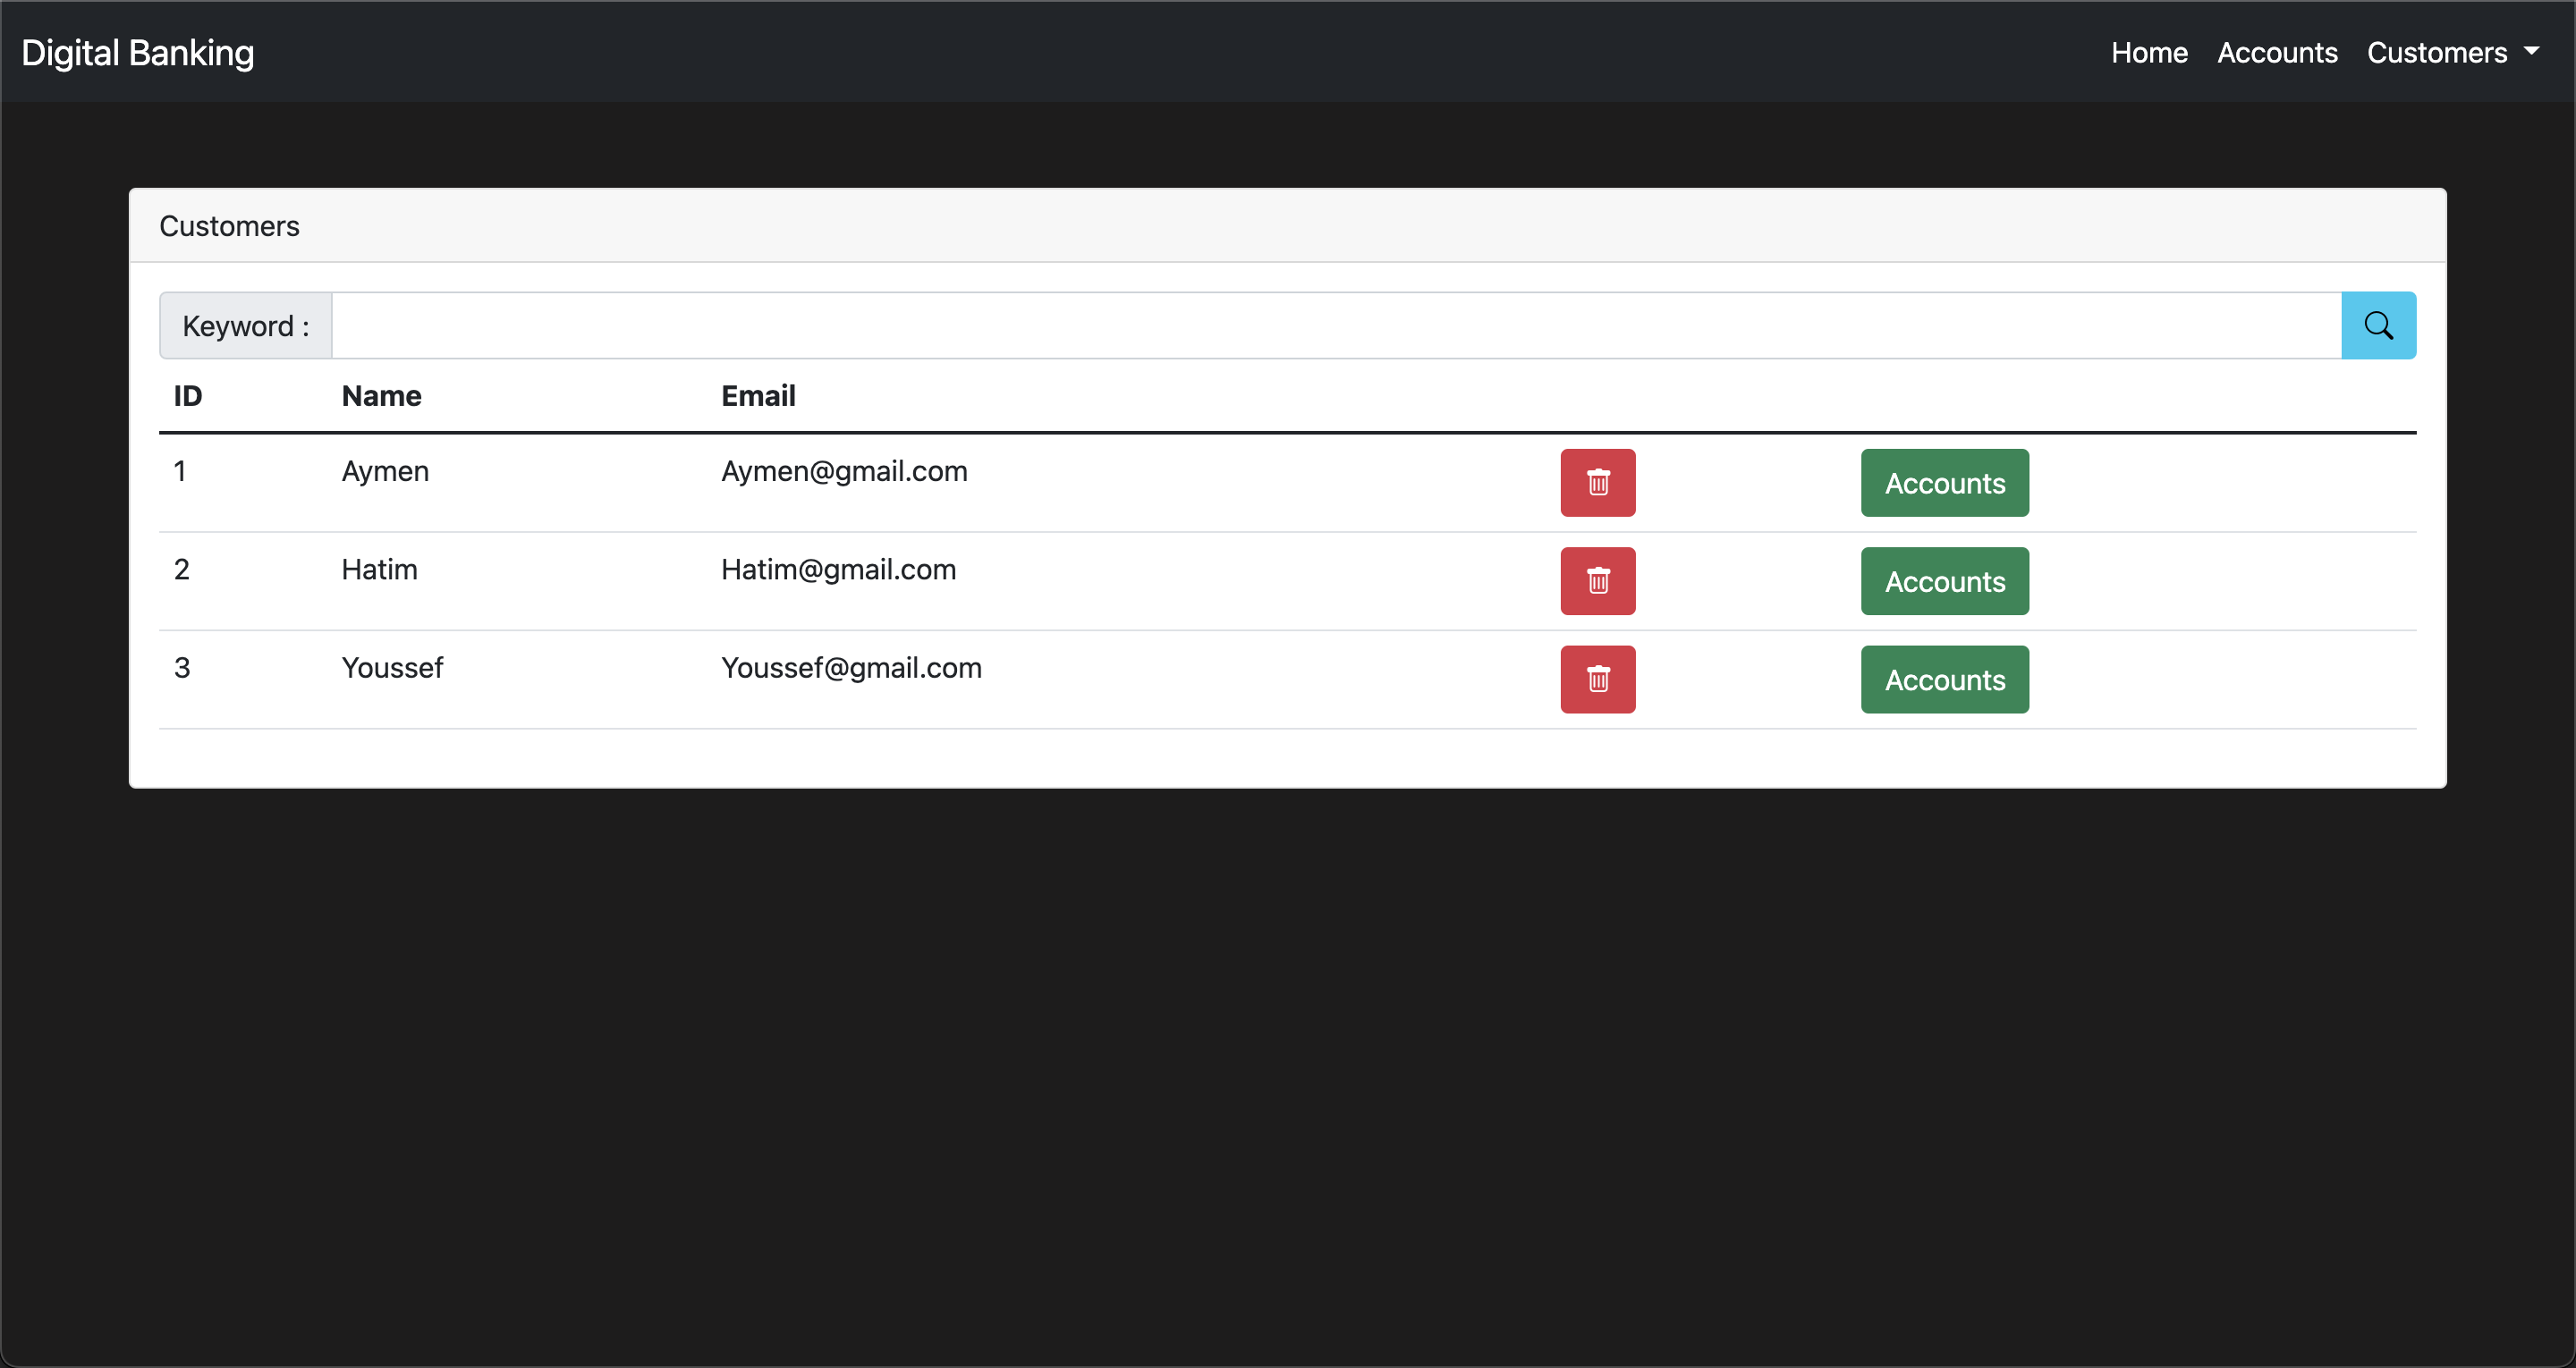 Digital Banking Home Accounts Customers
Customers
Keyword :
ID Name Email
1 Aymen Aymen@gmail.com Accounts
2 Hatim Hatim@gmail.com Accounts
3 Youssef Youssef@gmail.com Accounts